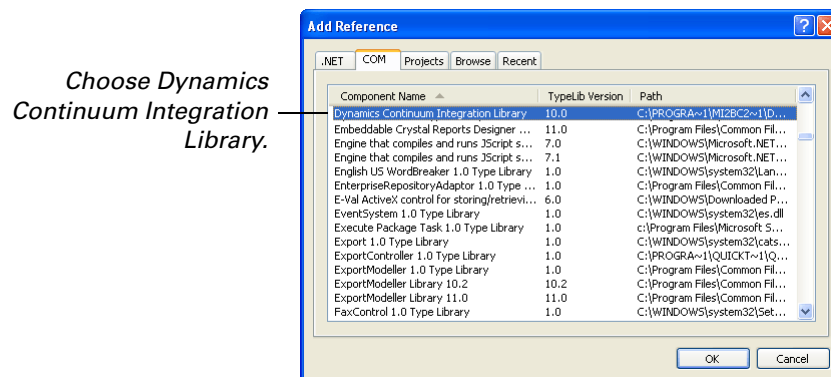 Choose Dynamics
Continuum Integration
Library.
Add Reference
.NET COM Projects Browse Recent
Component Name TypeLib Version Path
Dynamics Continuum Integration Library 10.0 C:\PROGRA~1\MI2BC2~1\D...
Embeddable Crystal Reports Designer ... 11.0 C:\Program Files\Common Fil...
Engine that compiles and runs JScript s... 7.0 C:\WINDOWS\Microsoft.NET...
Engine that compiles and runs JScript s... 7.1 C:\WINDOWS\Microsoft.NET...
English US WordBreaker 1.0 Type Library 1.0 C:\WINDOWS\system32\Lan...
EnterpriseRepositoryAdaptor 1.0 Type ... 1.0 C:\Program Files\Common Fil...
E-Val ActiveX control for storing/retrievi... 6.0 C:\WINDOWS\Downloaded P...
EventSystem 1.0 Type Library 1.0 C:\WINDOWS\system32\es.dll
Execute Package Task 1.0 Type Library 1.0 c:\Program Files\Microsoft S...
Export 1.0 Type Library 1.0 C:\WINDOWS\system32\cats...
ExportController 1.0 Type Library 1.0 C:\PROGRA~1\QUICKT~1\Q...
ExportModeller 1.0 Type Library 1.0 C:\Program Files\Common Fil...
ExportModeller Library 10.2 10.2 C:\Program Files\Common Fil...
ExportModeller Library 11.0 11.0 C:\Program Files\Common Fil...
FaxControl 1.0 Type Library 1.0 C:\WINDOWS\system32\Set...
OK Cancel